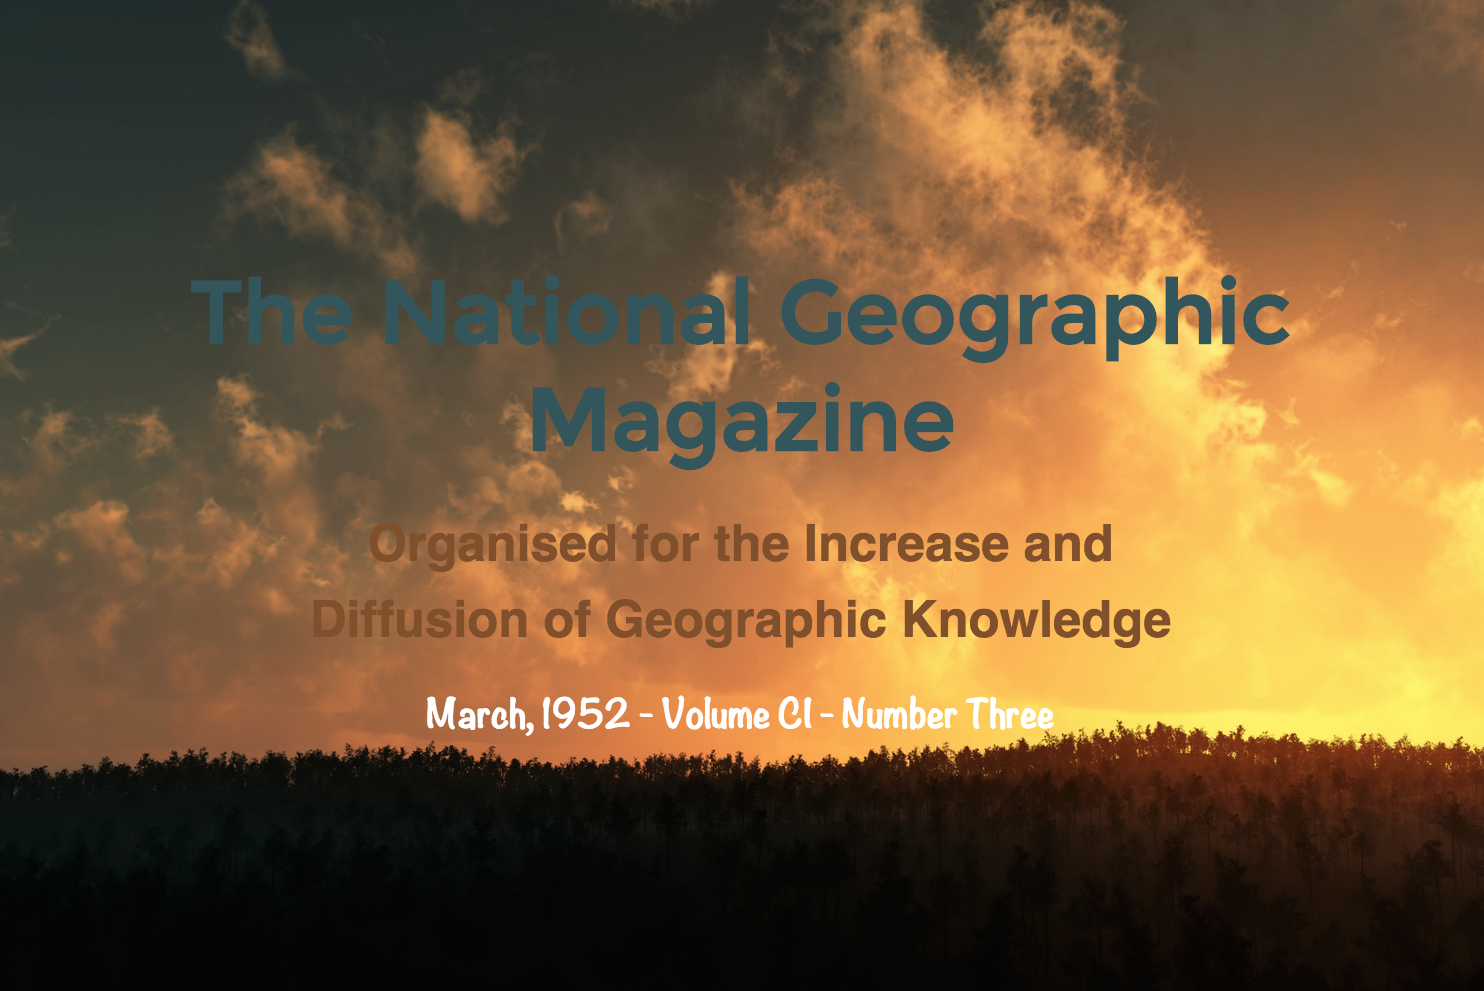 The National Geographic
Magazine
Organised for the Increase and
Diffusion of Geographic Knowledge
March, 1952 - Volume CI - Number Three